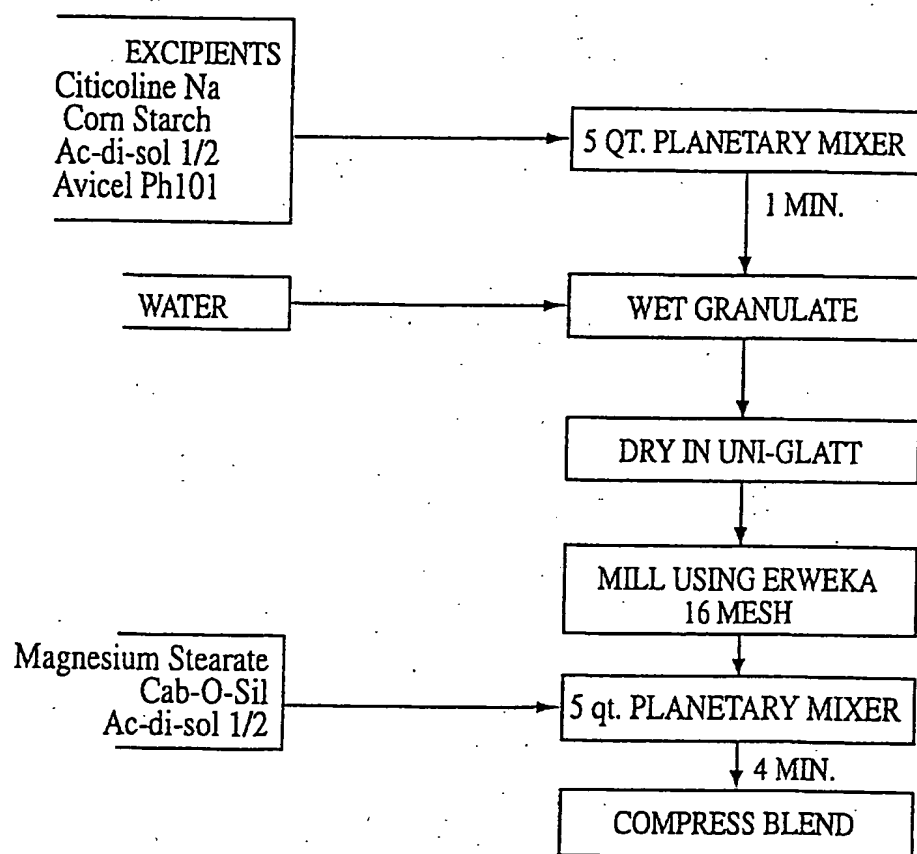 EXCIPIENTS
Citicoline Na
Corn Starch
Ac-di-sol 1/2
Avicel Ph101
5 QT. PLANETARY MIXER
1 MIN.
WATER
WET GRANULATE
DRY IN UNI-GLATT
MILL USING ERWEKA
16 MESH
Magnesium Stearate
Cab-O-Sil
Ac-di-sol 1/2
5 qt. PLANETARY MIXER
4 MIN.
COMPRESS BLEND